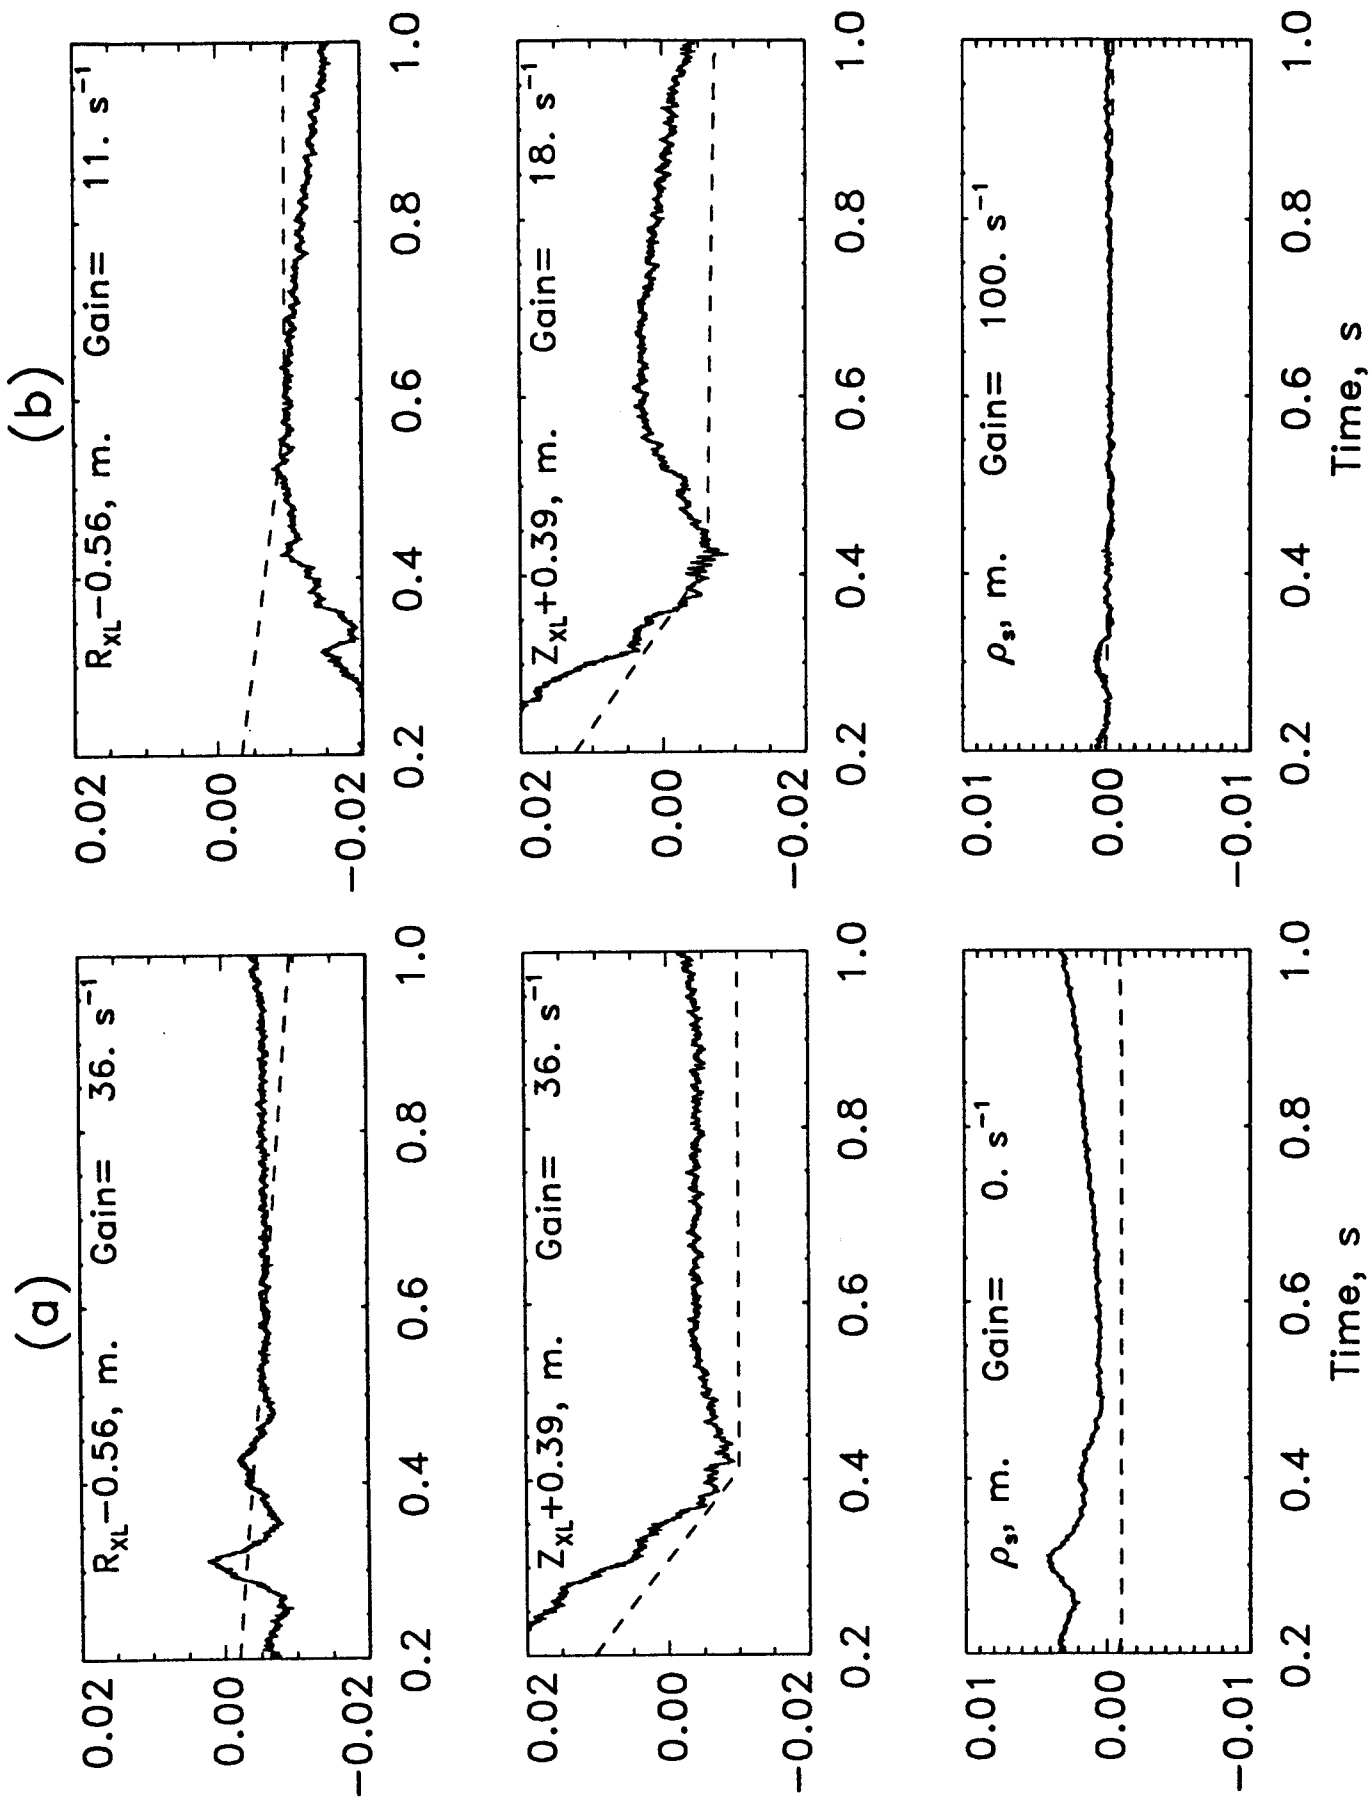 (a)
R_XL−0.56, m. Gain= 36. s⁻¹
0.02
0.00
−0.02
0.2 0.4 0.6 0.8 1.0
Z_XL+0.39, m. Gain= 36. s⁻¹
0.02
0.00
−0.02
0.2 0.4 0.6 0.8 1.0
ρ_s, m. Gain= 0. s⁻¹
0.01
0.00
−0.01
0.2 0.4 0.6 0.8 1.0
Time, s
(b)
R_XL−0.56, m. Gain= 11. s⁻¹
0.02
0.00
−0.02
0.2 0.4 0.6 0.8 1.0
Z_XL+0.39, m. Gain= 18. s⁻¹
0.02
0.00
−0.02
0.2 0.4 0.6 0.8 1.0
ρ_s, m. Gain= 100. s⁻¹
0.01
0.00
−0.01
0.2 0.4 0.6 0.8 1.0
Time, s